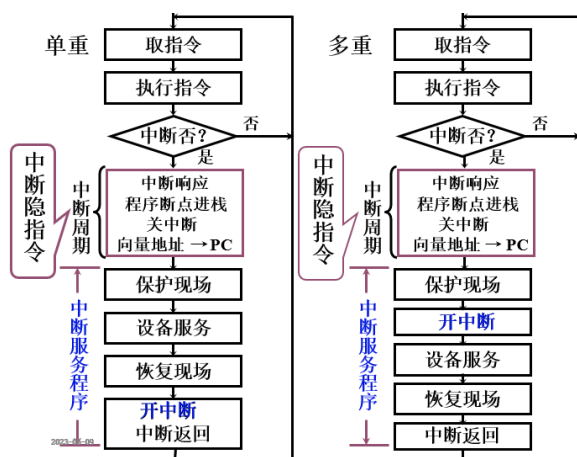 单重
取指令
执行指令
中断否?
否
是
中断隐指令
中断周期
中断响应
程序断点进栈
关中断
向量地址 → PC
中断服务程序
保护现场
设备服务
恢复现场
开中断
中断返回
多重
取指令
执行指令
中断否?
否
是
中断隐指令
中断周期
中断响应
程序断点进栈
关中断
向量地址 → PC
中断服务程序
保护现场
开中断
设备服务
恢复现场
中断返回